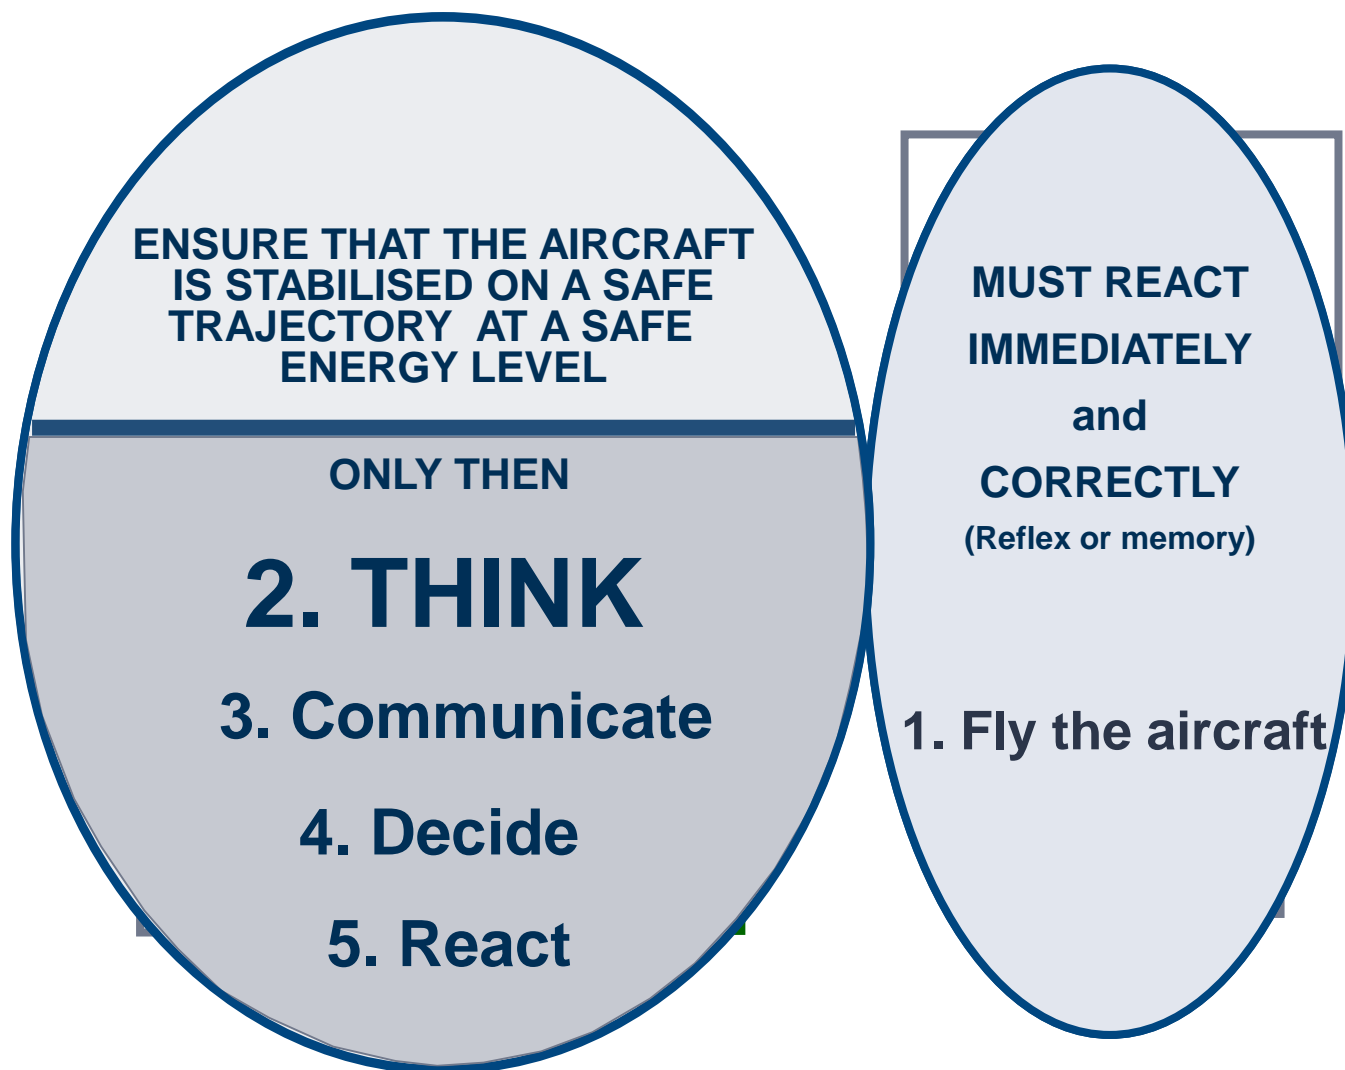 ENSURE THAT THE AIRCRAFT
IS STABILISED ON A SAFE
TRAJECTORY AT A SAFE
ENERGY LEVEL
ONLY THEN
2. THINK
3. Communicate
4. Decide
5. React
MUST REACT
IMMEDIATELY
and
CORRECTLY
(Reflex or memory)
1. Fly the aircraft